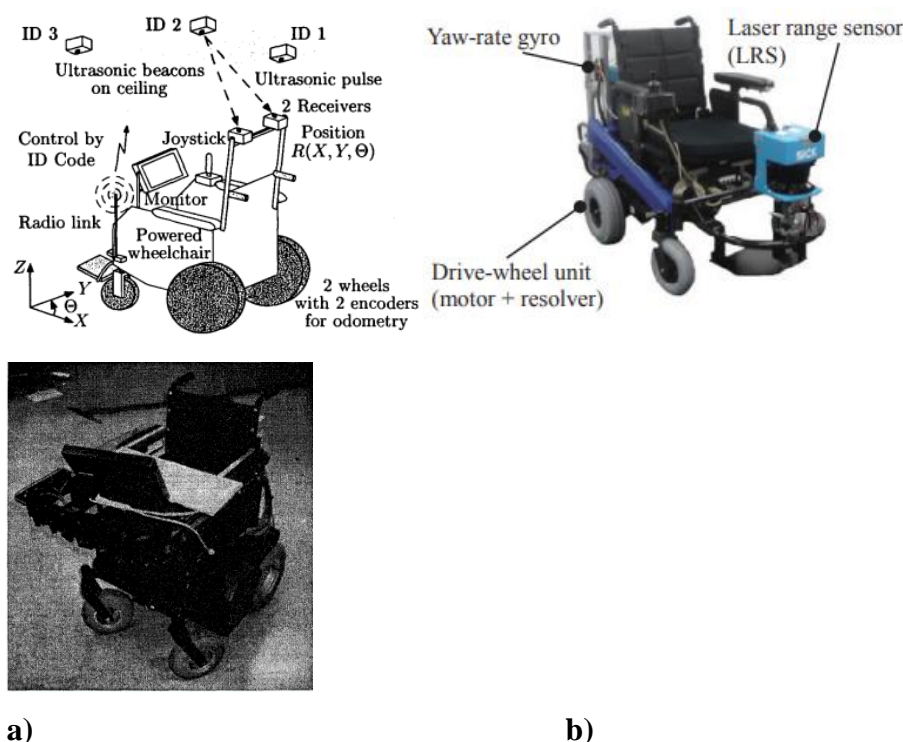 ID 3
ID 2
ID 1
Ultrasonic beacons
on ceiling
Ultrasonic pulse
2 Receivers
Control by
ID Code
Joystick
Position
R(X, Y, Θ)
Monitor
Radio link
Powered
wheelchair
Z
Y
Θ
X
2 wheels
with 2 encoders
for odometry
Yaw-rate gyro
Laser range sensor
(LRS)
SICK
Drive-wheel unit
(motor + resolver)
a)
b)